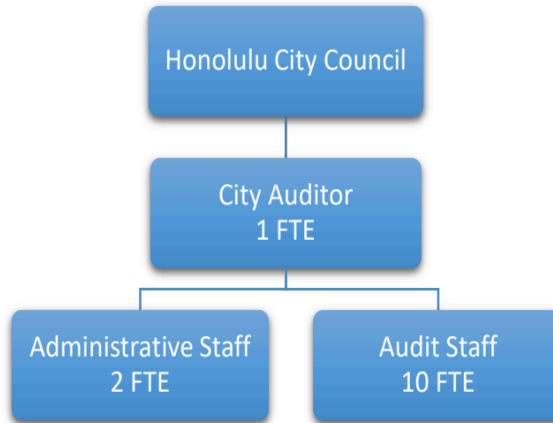 Honolulu City Council
City Auditor
1 FTE
Administrative Staff
2 FTE
Audit Staff
10 FTE